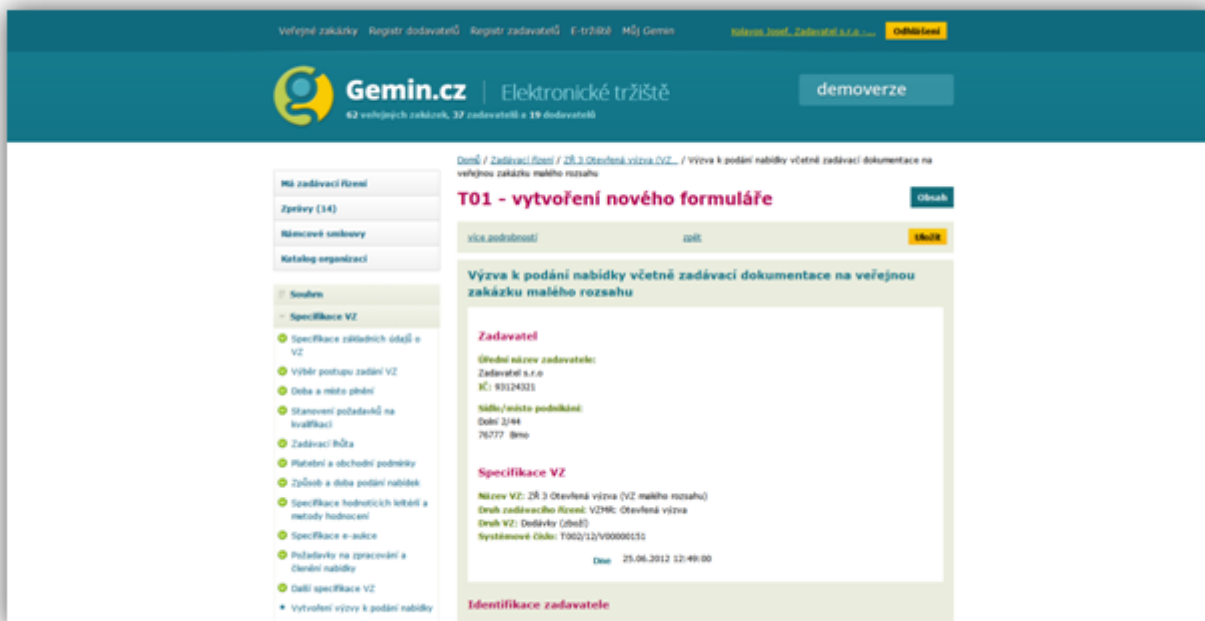 Veřejné zakázky Registr dodavatelů Registr zadavatelů E-tržiště Můj Gemin
Kolavos Josef, Zadavatel s.r.o -... Odhlášení
Gemin.cz | Elektronické tržiště
demoverze
62 veřejných zakázek, 37 zadavatelů a 19 dodavatelů
Domů / Zadávací řízení / ZŘ 3 Otevřená výzva (VZ... / Výzva k podání nabídky včetně zadávací dokumentace na
veřejnou zakázku malého rozsahu
Má zadávací řízení
Zprávy (14)
Rámcové smlouvy
Katalog organizací
Souhrn
Specifikace VZ
Specifikace základních údajů o
VZ
Výběr postupu zadání VZ
Doba a místo plnění
Stanovení požadavků na
kvalifikaci
Zadávací lhůta
Platební a obchodní podmínky
Způsob a doba podání nabídek
Specifikace hodnotících kritérií a
metody hodnocení
Specifikace e-aukce
Požadavky na zpracování a
členění nabídky
Další specifikace VZ
Vytvoření výzvy k podání nabídky
T01 - vytvoření nového formuláře
Obsah
více podrobností zpět Uložit
Výzva k podání nabídky včetně zadávací dokumentace na veřejnou
zakázku malého rozsahu
Zadavatel
Úřední název zadavatele:
Zadavatel s.r.o
IČ: 93124321
Sídlo/místo podnikání:
Dolní 2/44
76777 Brno
Specifikace VZ
Název VZ: ZŘ 3 Otevřená výzva (VZ malého rozsahu)
Druh zadávacího řízení: VZMR: Otevřená výzva
Druh VZ: Dodávky (zboží)
Systémové číslo: T002/12/V00000151
Dne 25.06.2012 12:49:00
Identifikace zadavatele